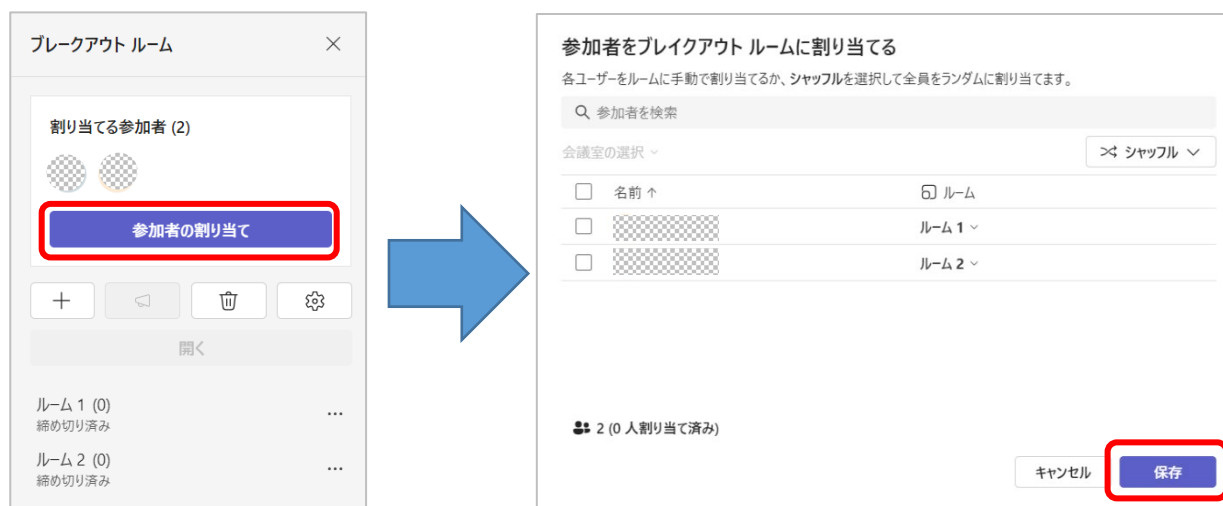 ブレークアウト ルーム
割り当てる参加者 (2)
参加者の割り当て
開く
ルーム 1 (0)
締め切り済み
ルーム 2 (0)
締め切り済み
参加者をブレイクアウト ルームに割り当てる
各ユーザーをルームに手動で割り当てるか、シャッフルを選択して全員をランダムに割り当てます。
参加者を検索
会議室の選択
シャッフル
名前 ↑ ルーム
ルーム 1
ルーム 2
2 (0 人割り当て済み)
キャンセル 保存